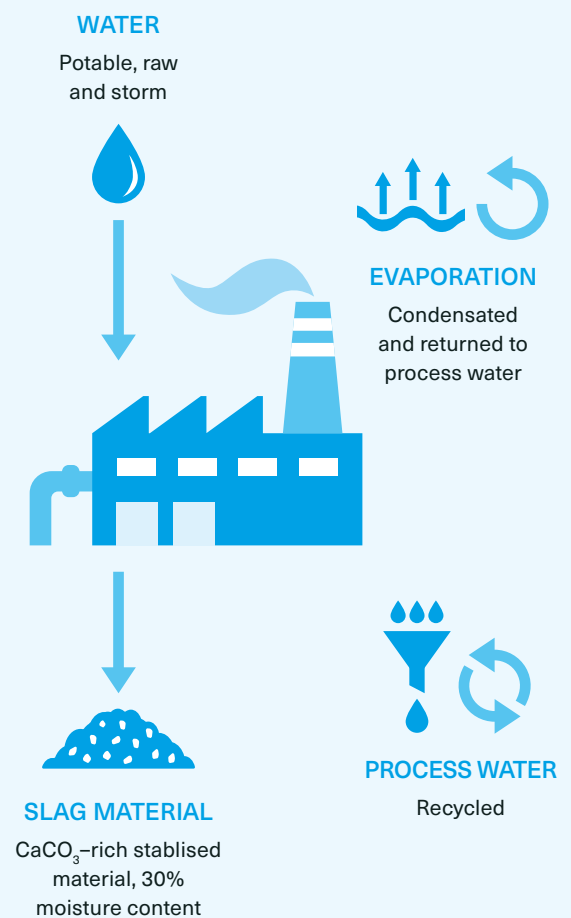 WATER
Potable, raw
and storm
EVAPORATION
Condensated
and returned to
process water
PROCESS WATER
Recycled
SLAG MATERIAL
CaCO₃–rich stablised
material, 30%
moisture content